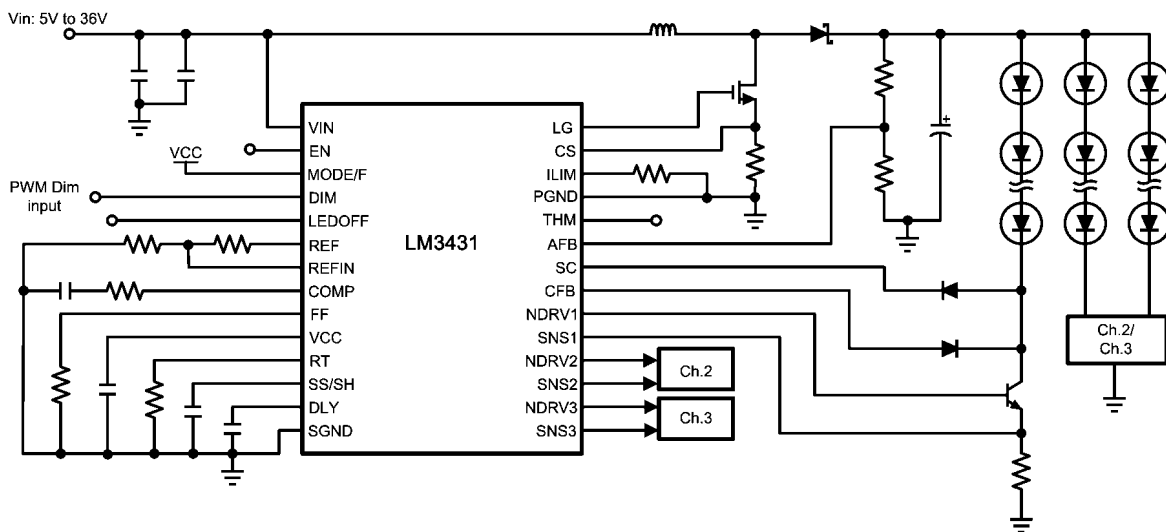 Vin: 5V to 36V
VCC
PWM Dim
input
LM3431
VIN
EN
MODE/F
DIM
LEDOFF
REF
REFIN
COMP
FF
VCC
RT
SS/SH
DLY
SGND
LG
CS
ILIM
PGND
THM
AFB
SC
CFB
NDRV1
SNS1
NDRV2
SNS2
NDRV3
SNS3
Ch.2
Ch.3
+
Ch.2/
Ch.3